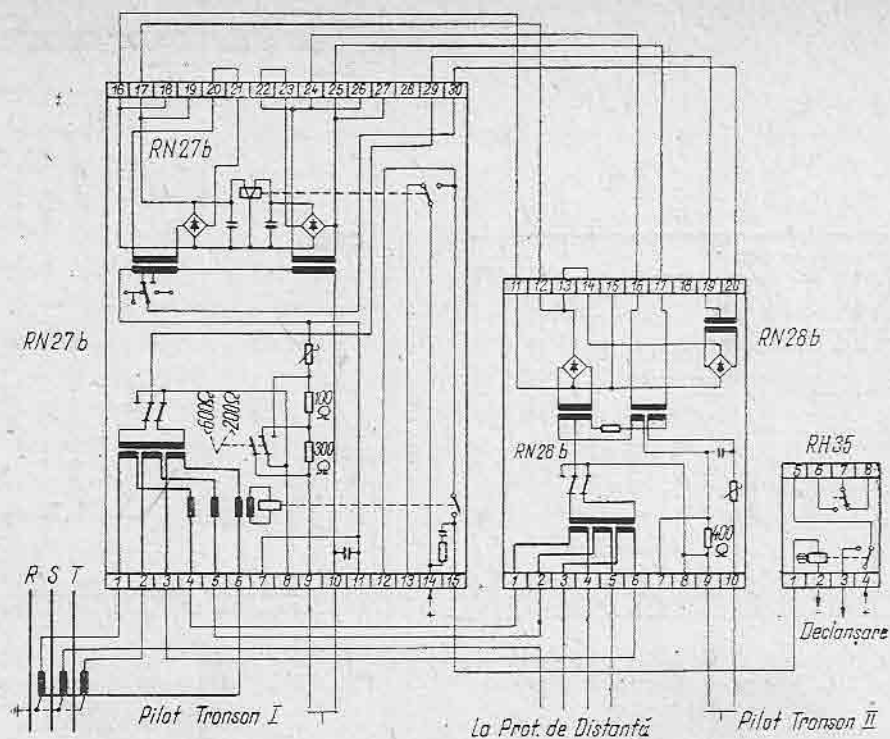 16 17 18 19 20 21 22 23 24 25 26 27 28 29 30
RN27b
11 12 13 14 15 16 17 18 19 20
RN28b
RN27b
600Ω
200Ω
100 Ω
300 Ω
RN28b
RH35
5 6 7 8
400 Ω
1 2 3 4 5 6 7 8 9 10 11 12 13 14 15
1 2 3 4 5 6 7 8 9 10
1 2 3 4
R S T
Declansare
Pilot Tronson I
La Prot. de Distanță
Pilot Tronson II